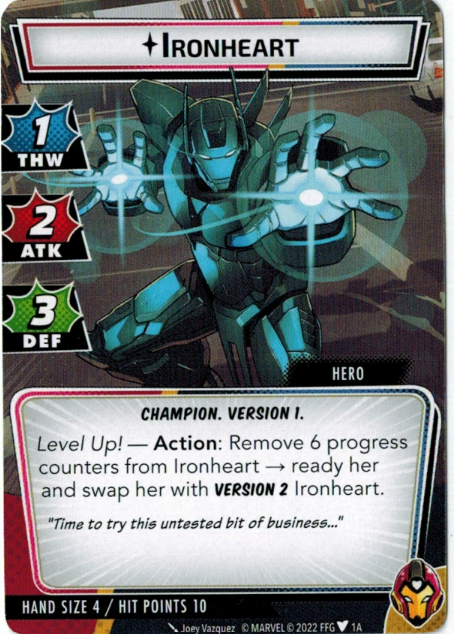 IRONHEART
1
THW
2
ATK
3
DEF
HERO
CHAMPION. VERSION 1.
Level Up! — Action: Remove 6 progress
counters from Ironheart → ready her
and swap her with VERSION 2 Ironheart.
"Time to try this untested bit of business..."
HAND SIZE 4 / HIT POINTS 10
Joey Vazquez © MARVEL © 2022 FFG 1A